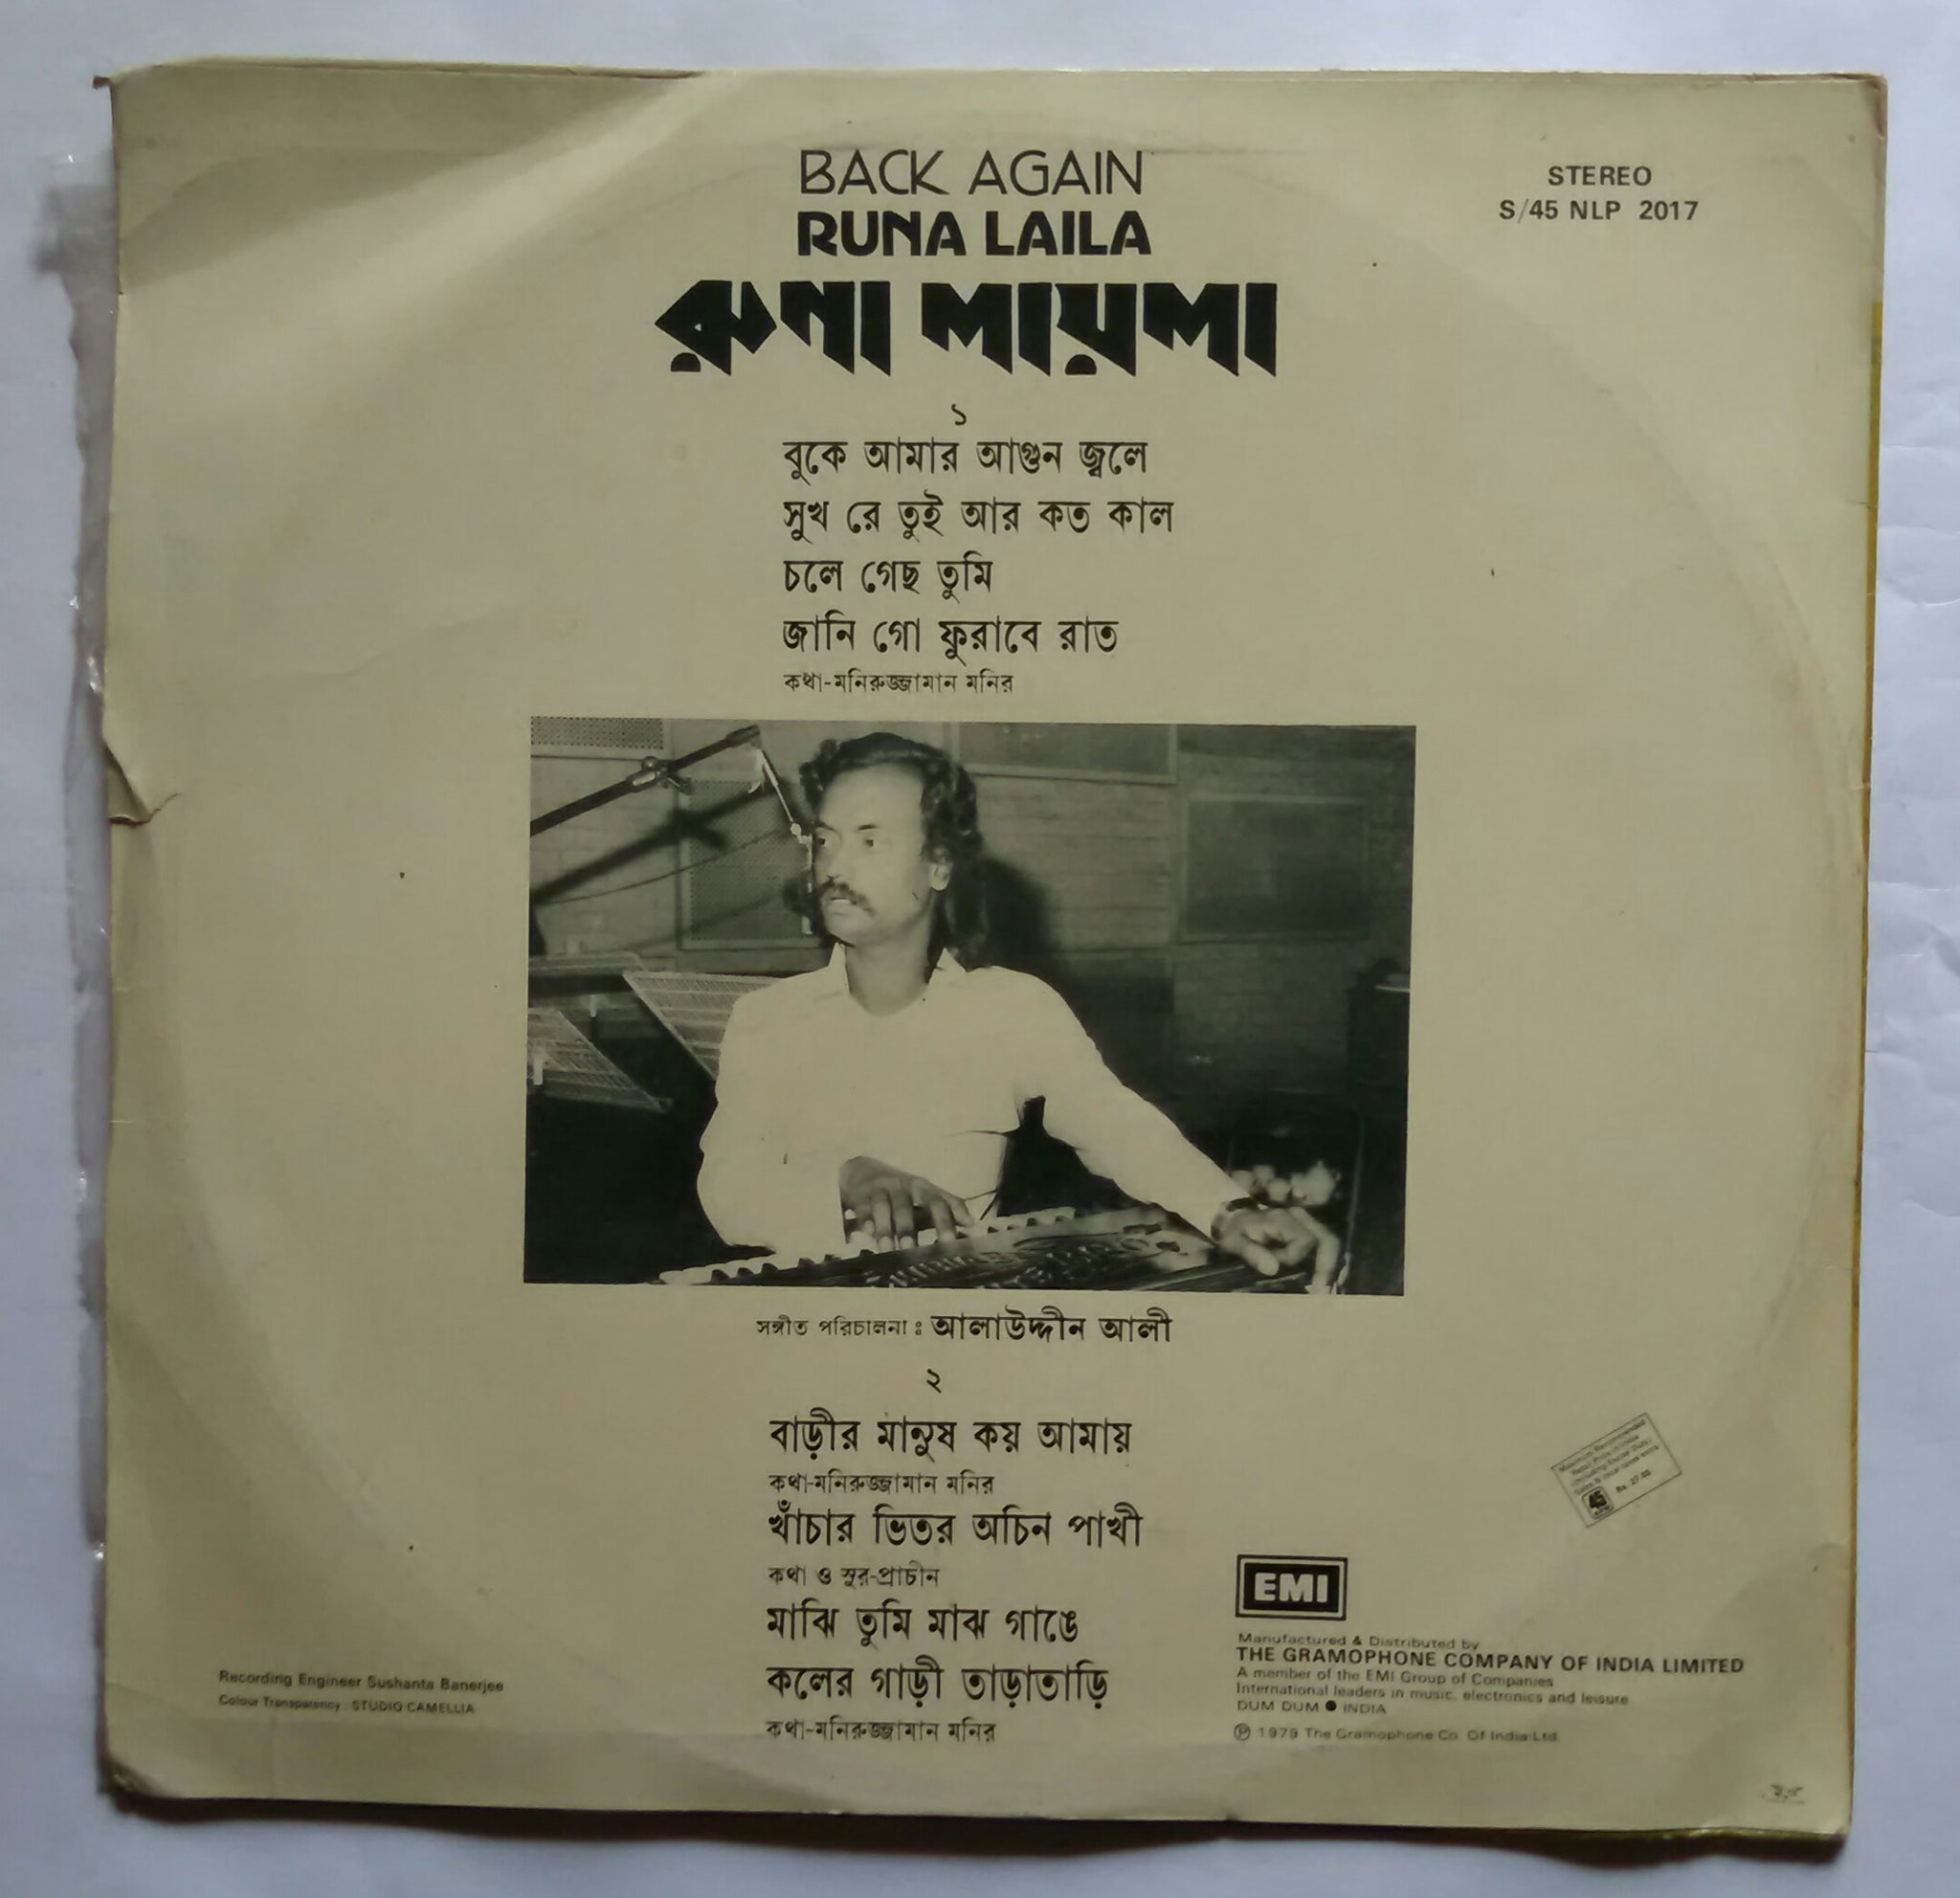 BACK AGAIN
RUNA LAILA
রুণা লায়লা
STEREO
S/45 NLP 2017
১
বুকে আমার আগুন জ্বলে
সুখ রে তুই আর কত কাল
চলে গেছ তুমি
জানি গো ফুরাবে রাত
কথা-মনিরুজ্জামান মনির
সঙ্গীত পরিচালনা : আলাউদ্দীন আলী
২
বাড়ীর মানুষ কয় আমায়
কথা-মনিরুজ্জামান মনির
খাঁচার ভিতর অচিন পাখী
কথা ও সুর-প্রাচীন
মাঝি তুমি মাঝ গাঙে
কলের গাড়ী তাড়াতাড়ি
কথা-মনিরুজ্জামান মনির
Recording Engineer Sushanta Banerjee
Colour Transparency : STUDIO CAMELLIA
Maximum Recommended
45
Rs.
EMI
Manufactured & Distributed by
THE GRAMOPHONE COMPANY OF INDIA LIMITED
A member of the EMI Group of Companies
International leaders in music, electronics and leisure
DUM DUM ● INDIA
℗ 1979 The Gramophone Co. Of India Ltd.